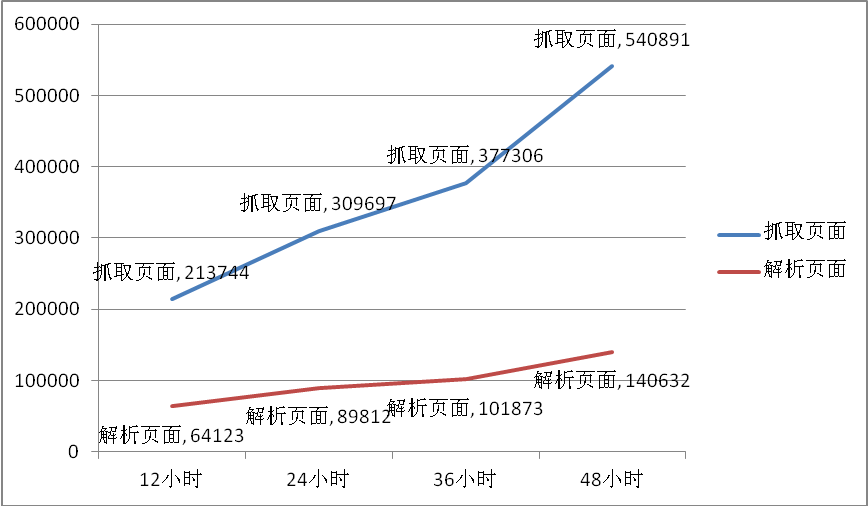 600000
抓取页面, 540891
500000
400000
抓取页面, 377306
抓取页面, 309697
300000
抓取页面
抓取页面, 213744
解析页面
200000
100000
解析页面, 140632
解析页面, 101873
解析页面, 89812
解析页面, 64123
0
12小时 24小时 36小时 48小时